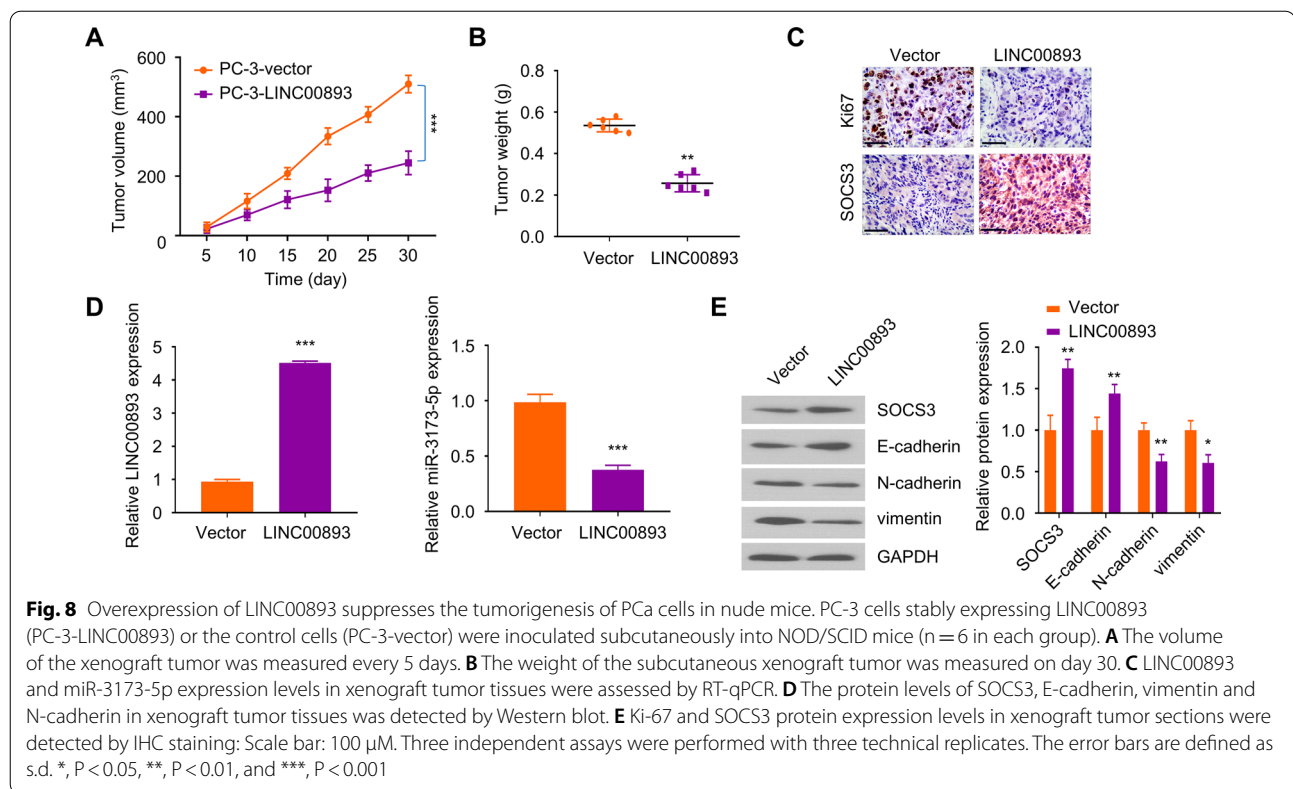 A
Tumor volume (mm³)
600
400
200
0
PC-3-vector
PC-3-LINC00893
***
5 10 15 20 25 30
Time (day)
B
Tumor weight (g)
0.8
0.6
0.4
0.2
0.0
**
Vector LINC00893
C
Vector LINC00893
Ki67
SOCS3
D
Relative LINC00893 expression
5
4
3
2
1
0
***
Vector LINC00893
Relative miR-3173-5p expression
1.5
1.0
0.5
0.0
***
Vector LINC00893
E
Vector LINC00893
SOCS3
E-cadherin
N-cadherin
vimentin
GAPDH
Vector
LINC00893
Relative protein expression
2.0
1.5
1.0
0.5
0.0
** ** ** *
SOCS3 E-cadherin N-cadherin vimentin
Fig. 8 Overexpression of LINC00893 suppresses the tumorigenesis of PCa cells in nude mice. PC-3 cells stably expressing LINC00893
(PC-3-LINC00893) or the control cells (PC-3-vector) were inoculated subcutaneously into NOD/SCID mice (n = 6 in each group). A The volume
of the xenograft tumor was measured every 5 days. B The weight of the subcutaneous xenograft tumor was measured on day 30. C LINC00893
and miR-3173-5p expression levels in xenograft tumor tissues were assessed by RT-qPCR. D The protein levels of SOCS3, E-cadherin, vimentin and
N-cadherin in xenograft tumor tissues was detected by Western blot. E Ki-67 and SOCS3 protein expression levels in xenograft tumor sections were
detected by IHC staining: Scale bar: 100 μM. Three independent assays were performed with three technical replicates. The error bars are defined as
s.d. *, P < 0.05, **, P < 0.01, and ***, P < 0.001